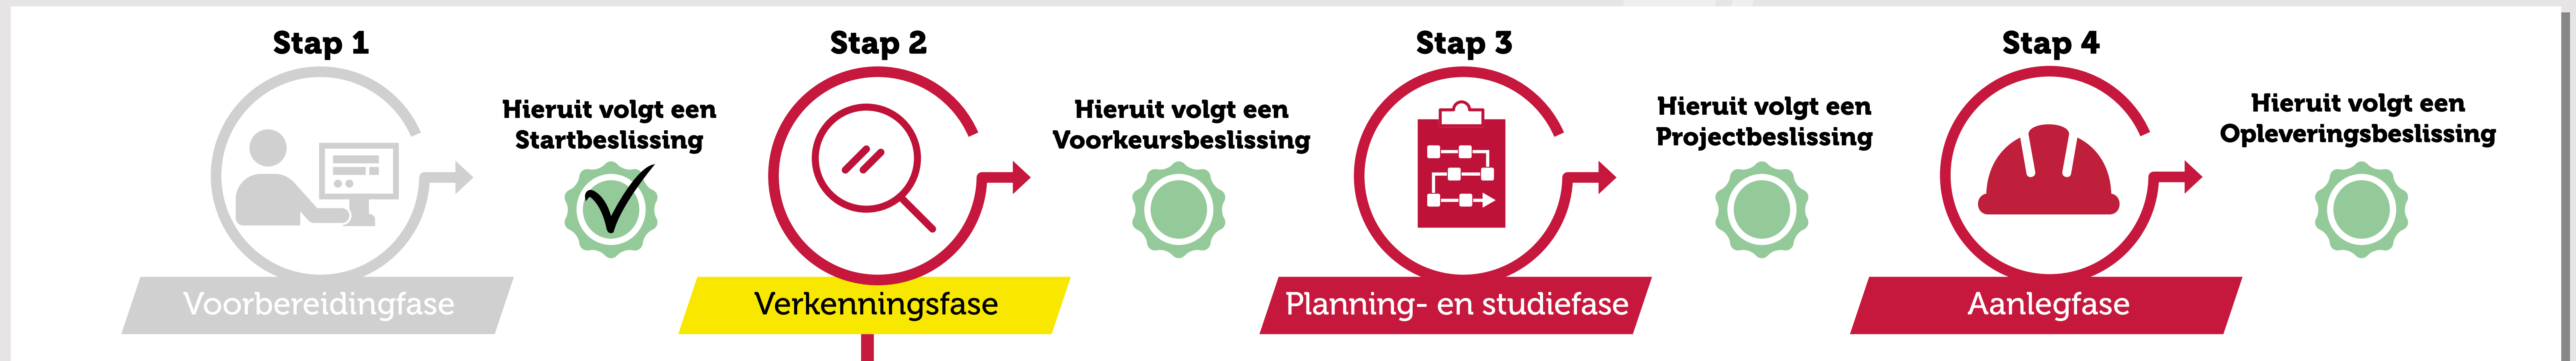 Stap 1
Hieruit volgt een
Startbeslissing
Voorbereidingfase
Stap 2
Hieruit volgt een
Voorkeursbeslissing
Verkenningsfase
Stap 3
Hieruit volgt een
Projectbeslissing
Planning- en studiefase
Stap 4
Hieruit volgt een
Opleveringsbeslissing
Aanlegfase